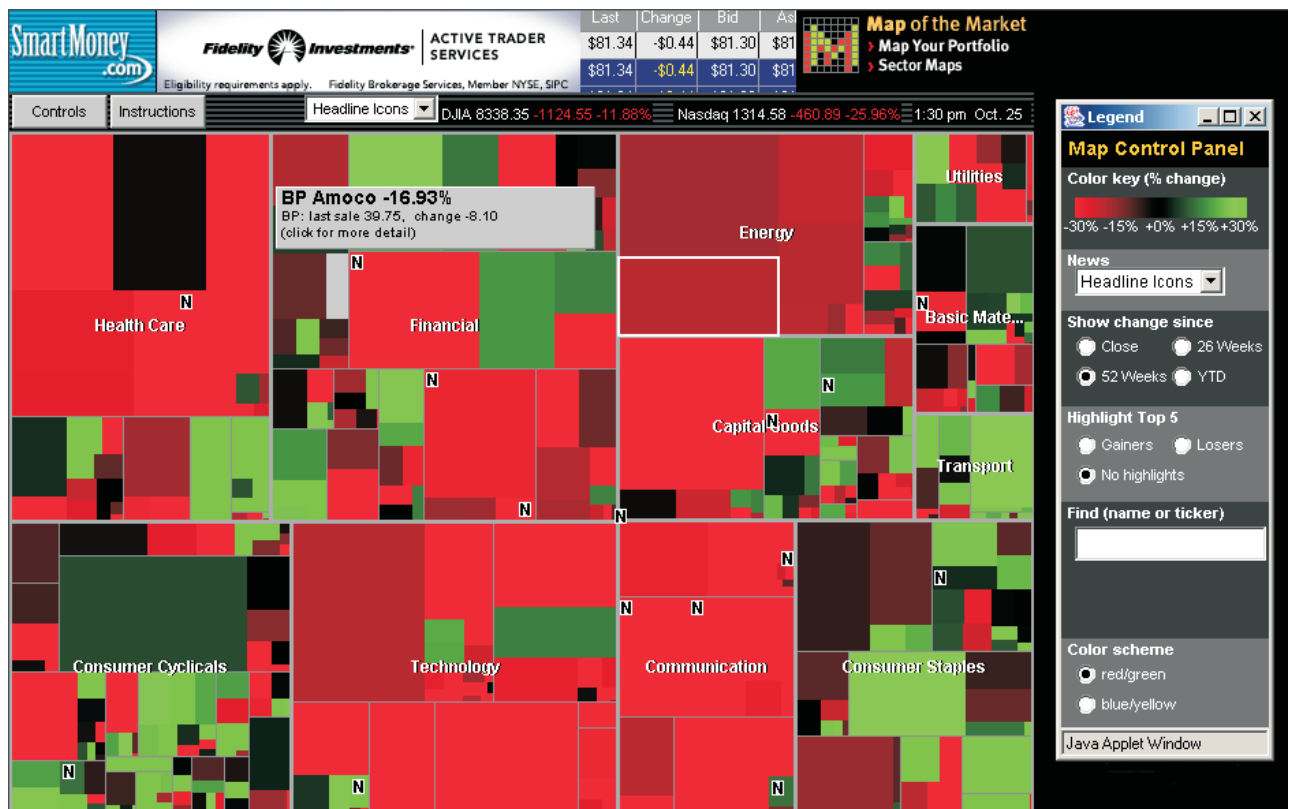 SmartMoney
.com
Fidelity Investments
ACTIVE TRADER
SERVICES
Eligibility requirements apply. Fidelity Brokerage Services, Member NYSE, SIPC
Last Change Bid
$81.34 -$0.44 $81.30 $81
$81.34 -$0.44 $81.30 $81
Map of the Market
Map Your Portfolio
Sector Maps
Controls Instructions Headline Icons DJIA 8338.35 -1124.55 -11.88% Nasdaq 1314.58 -460.89 -25.96% 1:30 pm Oct. 25
BP Amoco -16.93%
BP: last sale 39.75, change -8.10
(click for more detail)
Utilities
Energy
N
N
N
Health Care
Financial
Basic Mate...
N
N
N
Capital Goods
Transport
N
N
N
N
N
N
Consumer Cyclicals
Technology
Communication
Consumer Staples
N
N
N
Legend
Map Control Panel
Color key (% change)
-30% -15% +0% +15% +30%
News
Headline Icons
Show change since
Close 26 Weeks
52 Weeks YTD
Highlight Top 5
Gainers Losers
No highlights
Find (name or ticker)
Color scheme
red/green
blue/yellow
Java Applet Window